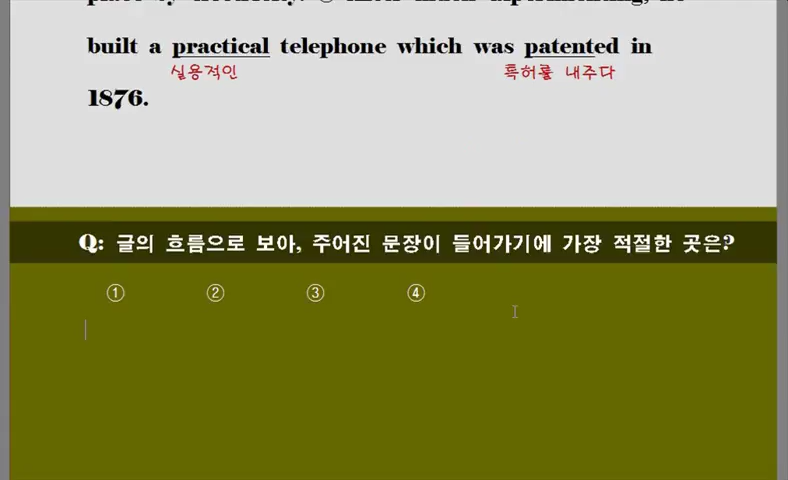 built a practical telephone which was patented in
실용적인 특허를 내주다
1876.
Q: 글의 흐름으로 보아, 주어진 문장이 들어가기에 가장 적절한 곳은?
① ② ③ ④